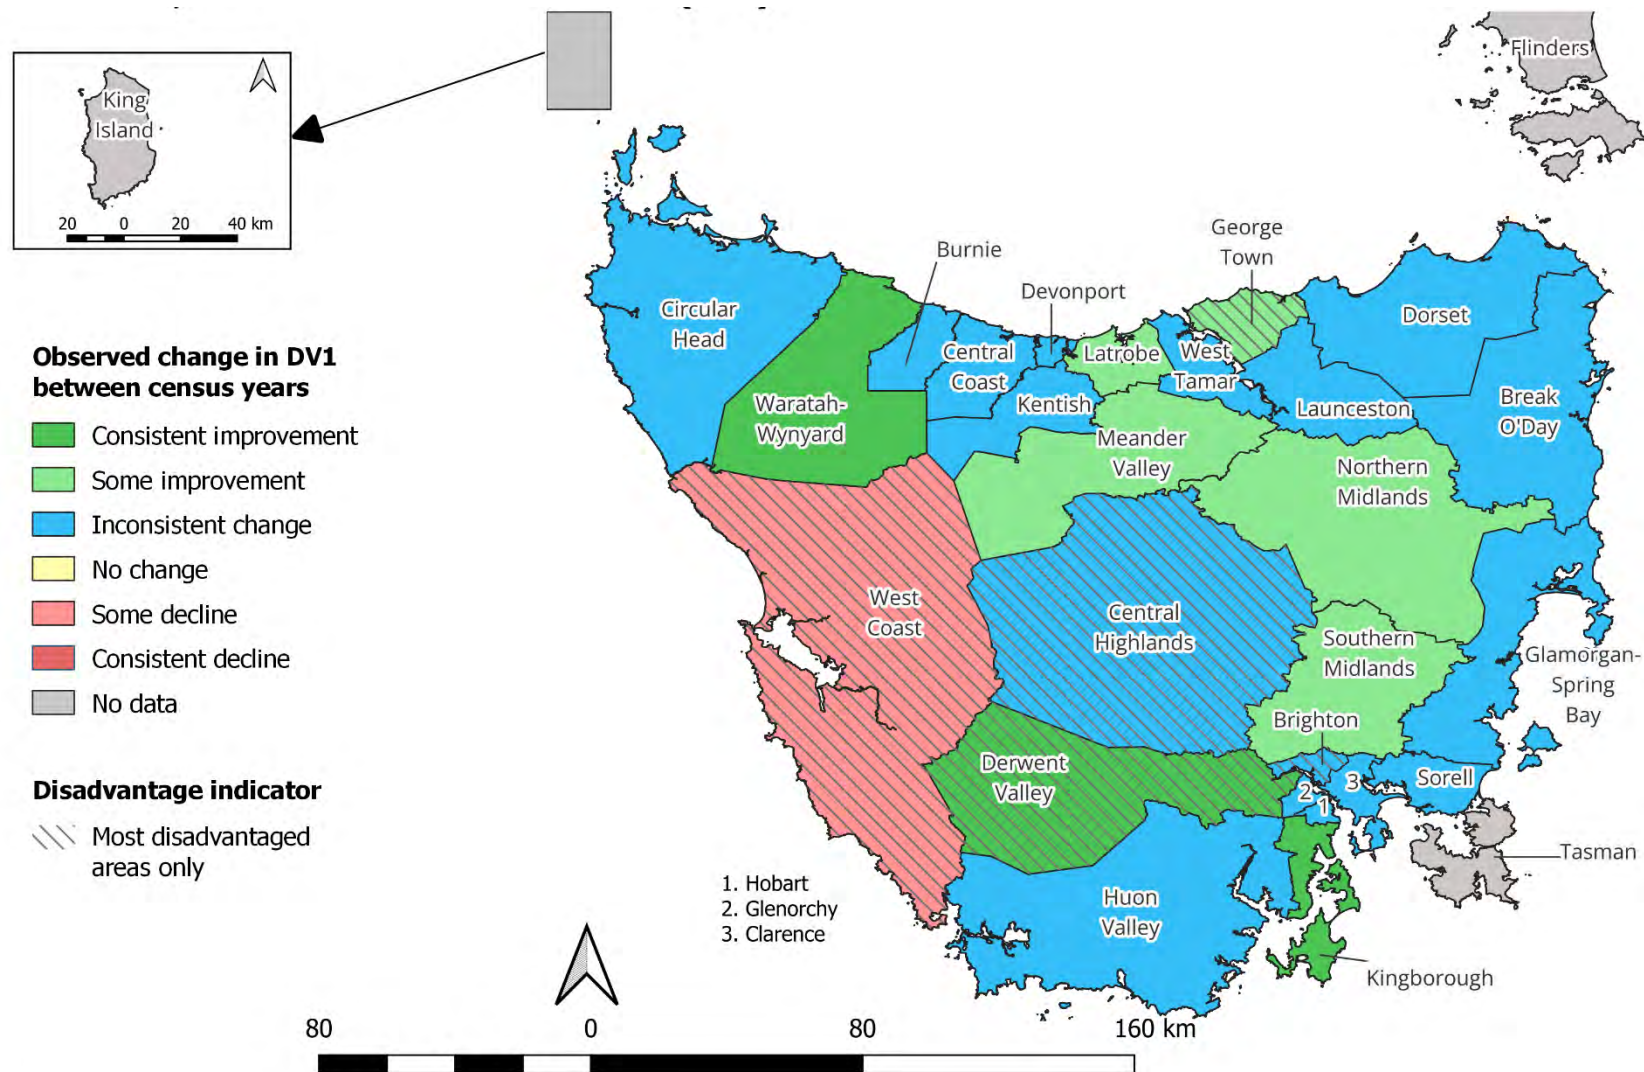 King
Island
20 0 20 40 km
Flinders
George
Town
Burnie
Devonport
Circular
Head
Central
Coast
Latrobe
West
Tamar
Dorset
Observed change in DV1
between census years
Consistent improvement
Some improvement
Inconsistent change
No change
Some decline
Consistent decline
No data
Waratah-
Wynyard
Kentish
Launceston
Break
O'Day
Meander
Valley
Northern
Midlands
West
Coast
Central
Highlands
Southern
Midlands
Glamorgan-
Spring
Bay
Brighton
Derwent
Valley
2
1
3
Sorell
Disadvantage indicator
Most disadvantaged
areas only
Tasman
1. Hobart
2. Glenorchy
3. Clarence
Huon
Valley
Kingborough
80 0 80 160 km